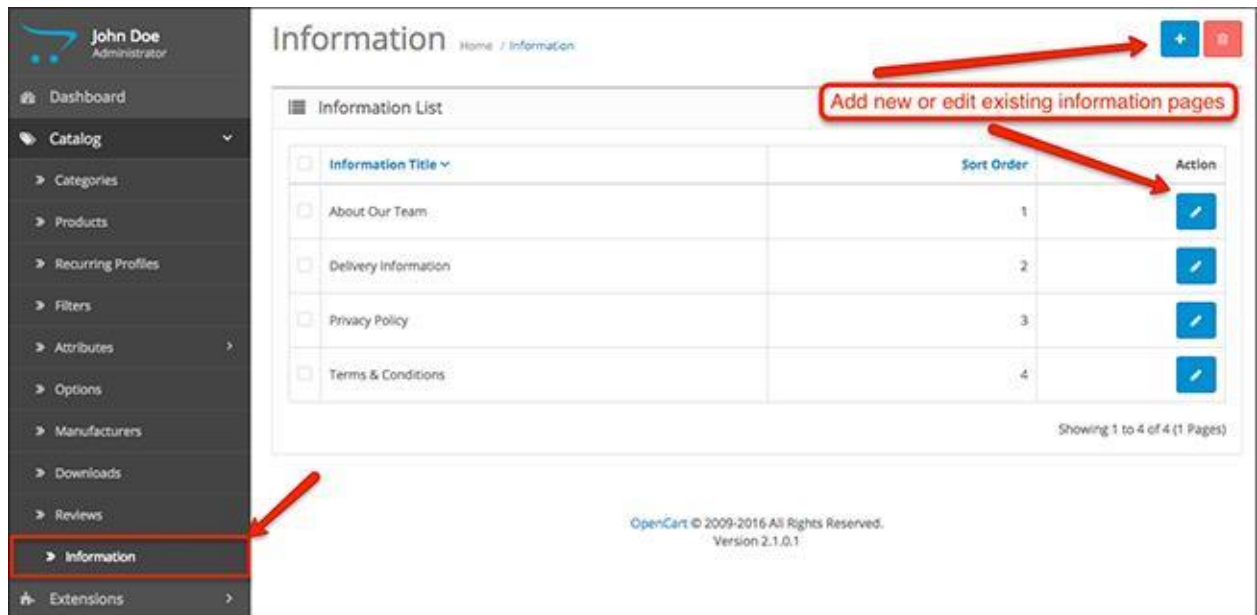 John Doe
Administrator
Dashboard
Catalog
Categories
Products
Recurring Profiles
Filters
Attributes
Options
Manufacturers
Downloads
Reviews
Information
Extensions
Information Home / Information
Add new or edit existing information pages
Information List
Information Title Sort Order Action
About Our Team 1
Delivery Information 2
Privacy Policy 3
Terms & Conditions 4
Showing 1 to 4 of 4 (1 Pages)
OpenCart © 2009-2016 All Rights Reserved.
Version 2.1.0.1